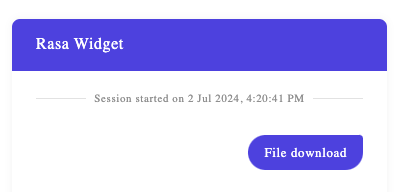 Rasa Widget
Session started on 2 Jul 2024, 4:20:41 PM
File download